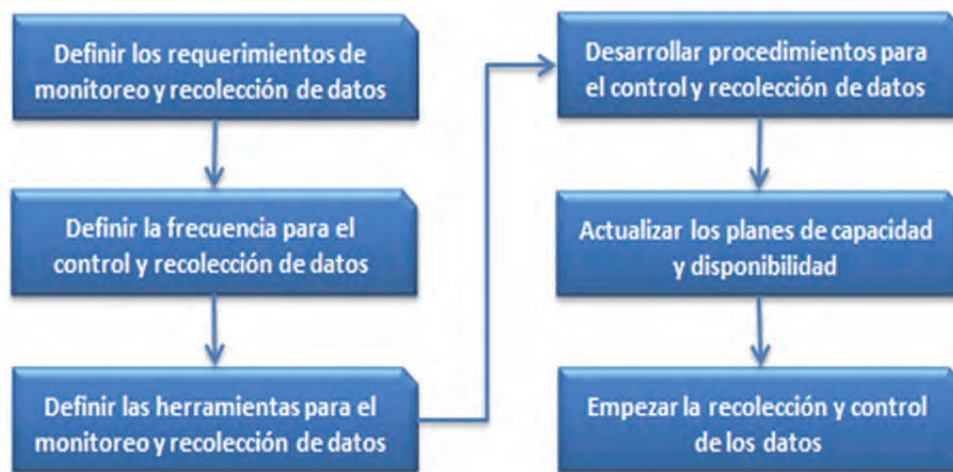 Definir los requerimientos de
monitoreo y recolección de datos
Definir la frecuencia para el
control y recolección de datos
Definir las herramientas para el
monitoreo y recolección de datos
Desarrollar procedimientos para
el control y recolección de datos
Actualizar los planes de capacidad
y disponibilidad
Empezar la recolección y control
de los datos